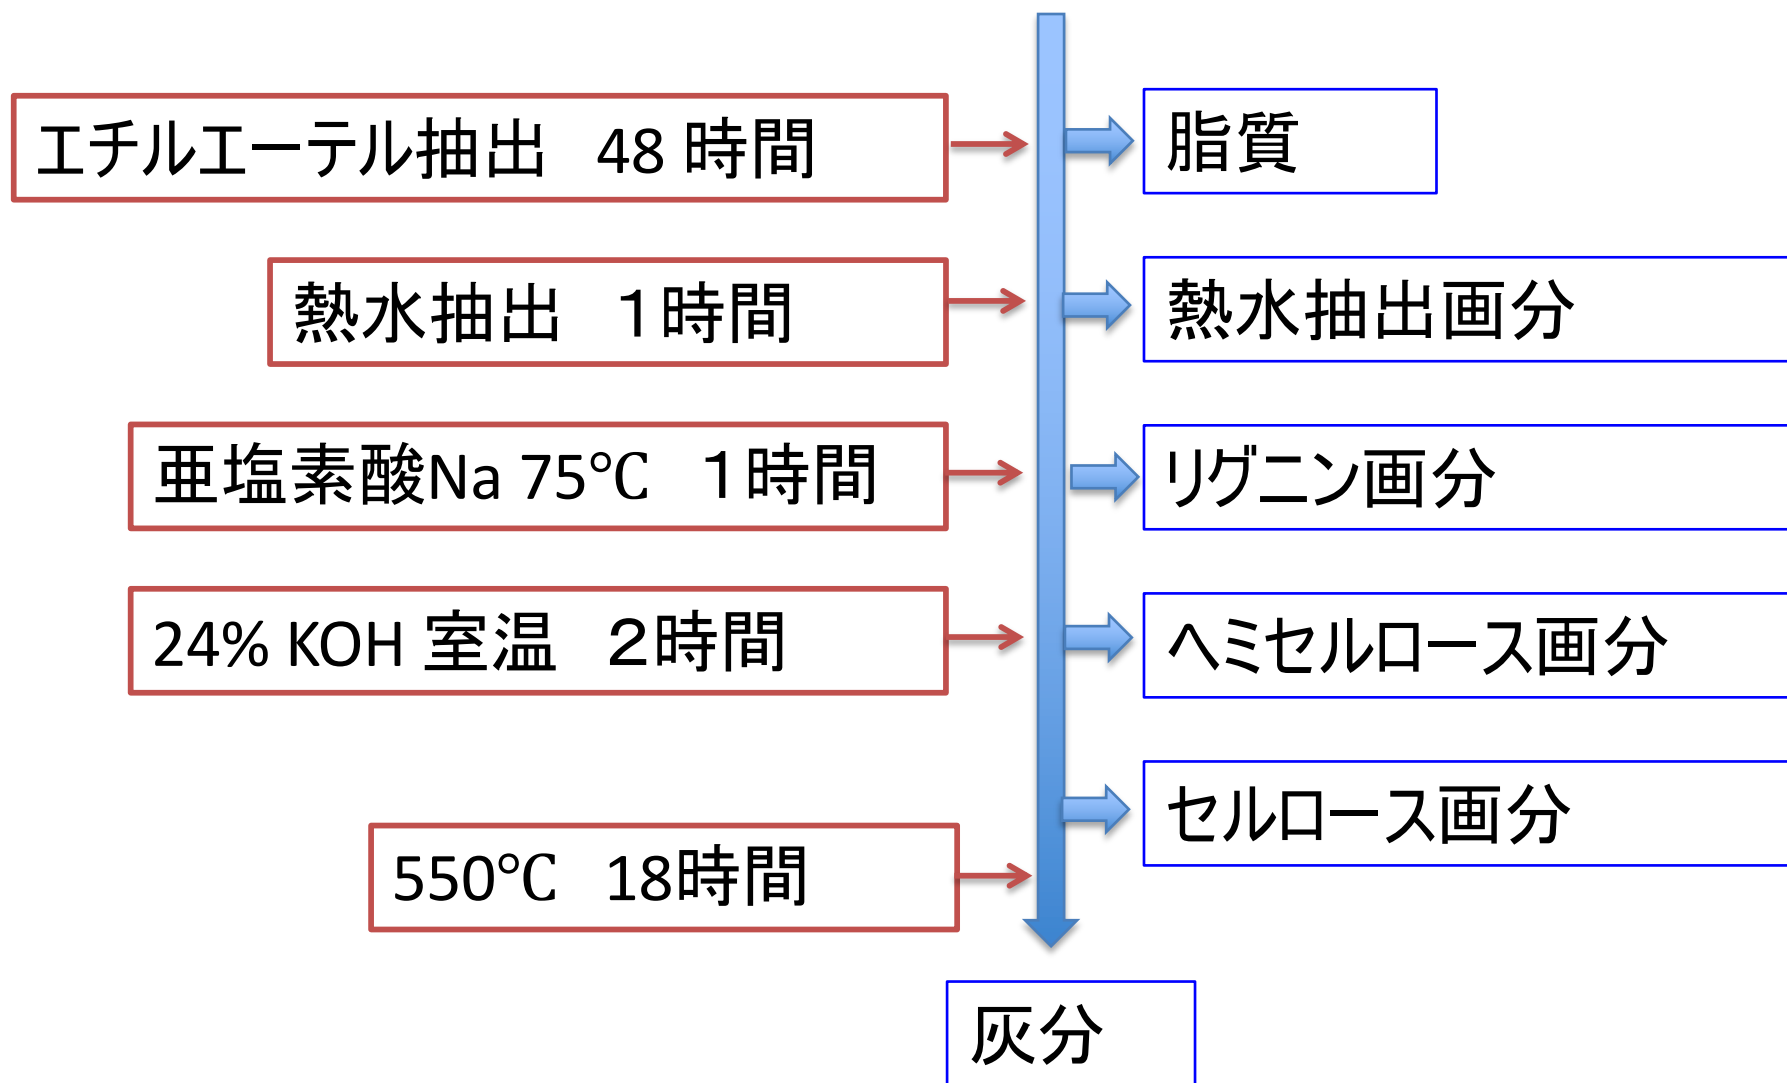 エチルエーテル抽出　48 時間
脂質
熱水抽出　１時間
熱水抽出画分
亜塩素酸Na 75℃　１時間
リグニン画分
24% KOH 室温　２時間
ヘミセルロース画分
セルロース画分
550℃　18時間
灰分